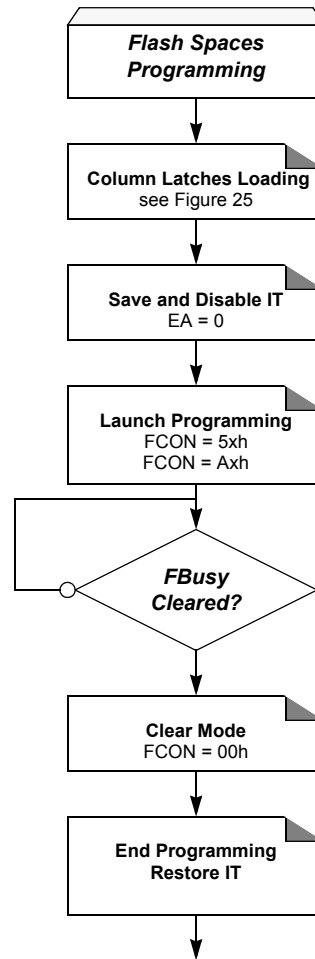 Flash Spaces
Programming
Column Latches Loading
see Figure 25
Save and Disable IT
EA = 0
Launch Programming
FCON = 5xh
FCON = Axh
FBusy
Cleared?
Clear Mode
FCON = 00h
End Programming
Restore IT